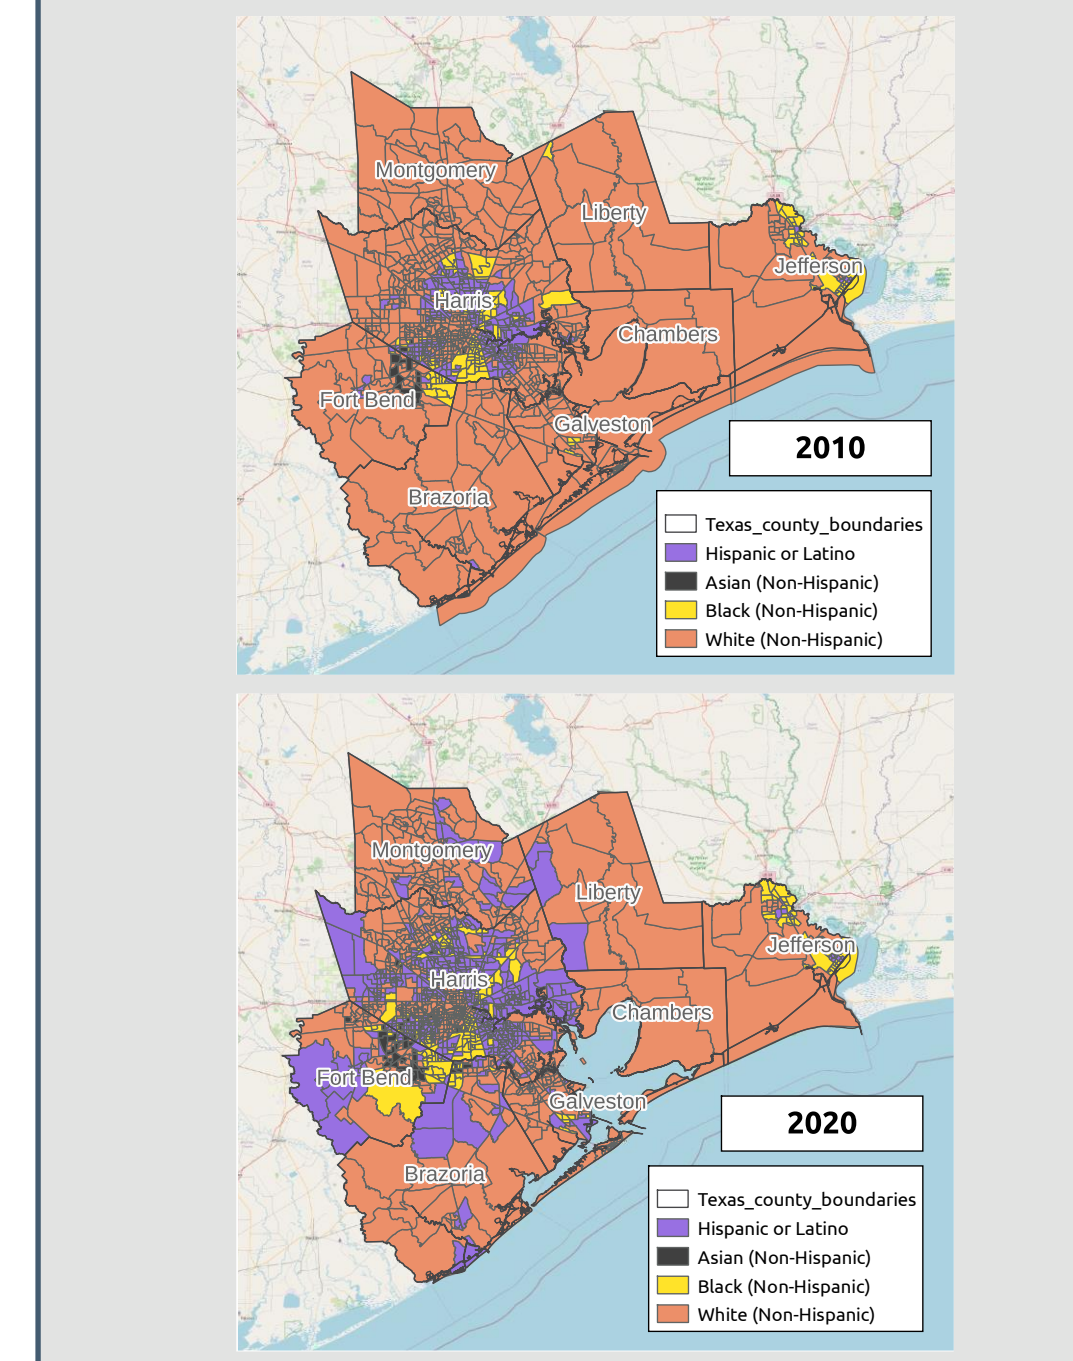 Montgomery
Liberty
Jefferson
Harris
Chambers
Fort Bend
Galveston
Brazoria
2010
Texas_county_boundaries
Hispanic or Latino
Asian (Non-Hispanic)
Black (Non-Hispanic)
White (Non-Hispanic)
Montgomery
Liberty
Jefferson
Harris
Chambers
Fort Bend
Galveston
Brazoria
2020
Texas_county_boundaries
Hispanic or Latino
Asian (Non-Hispanic)
Black (Non-Hispanic)
White (Non-Hispanic)